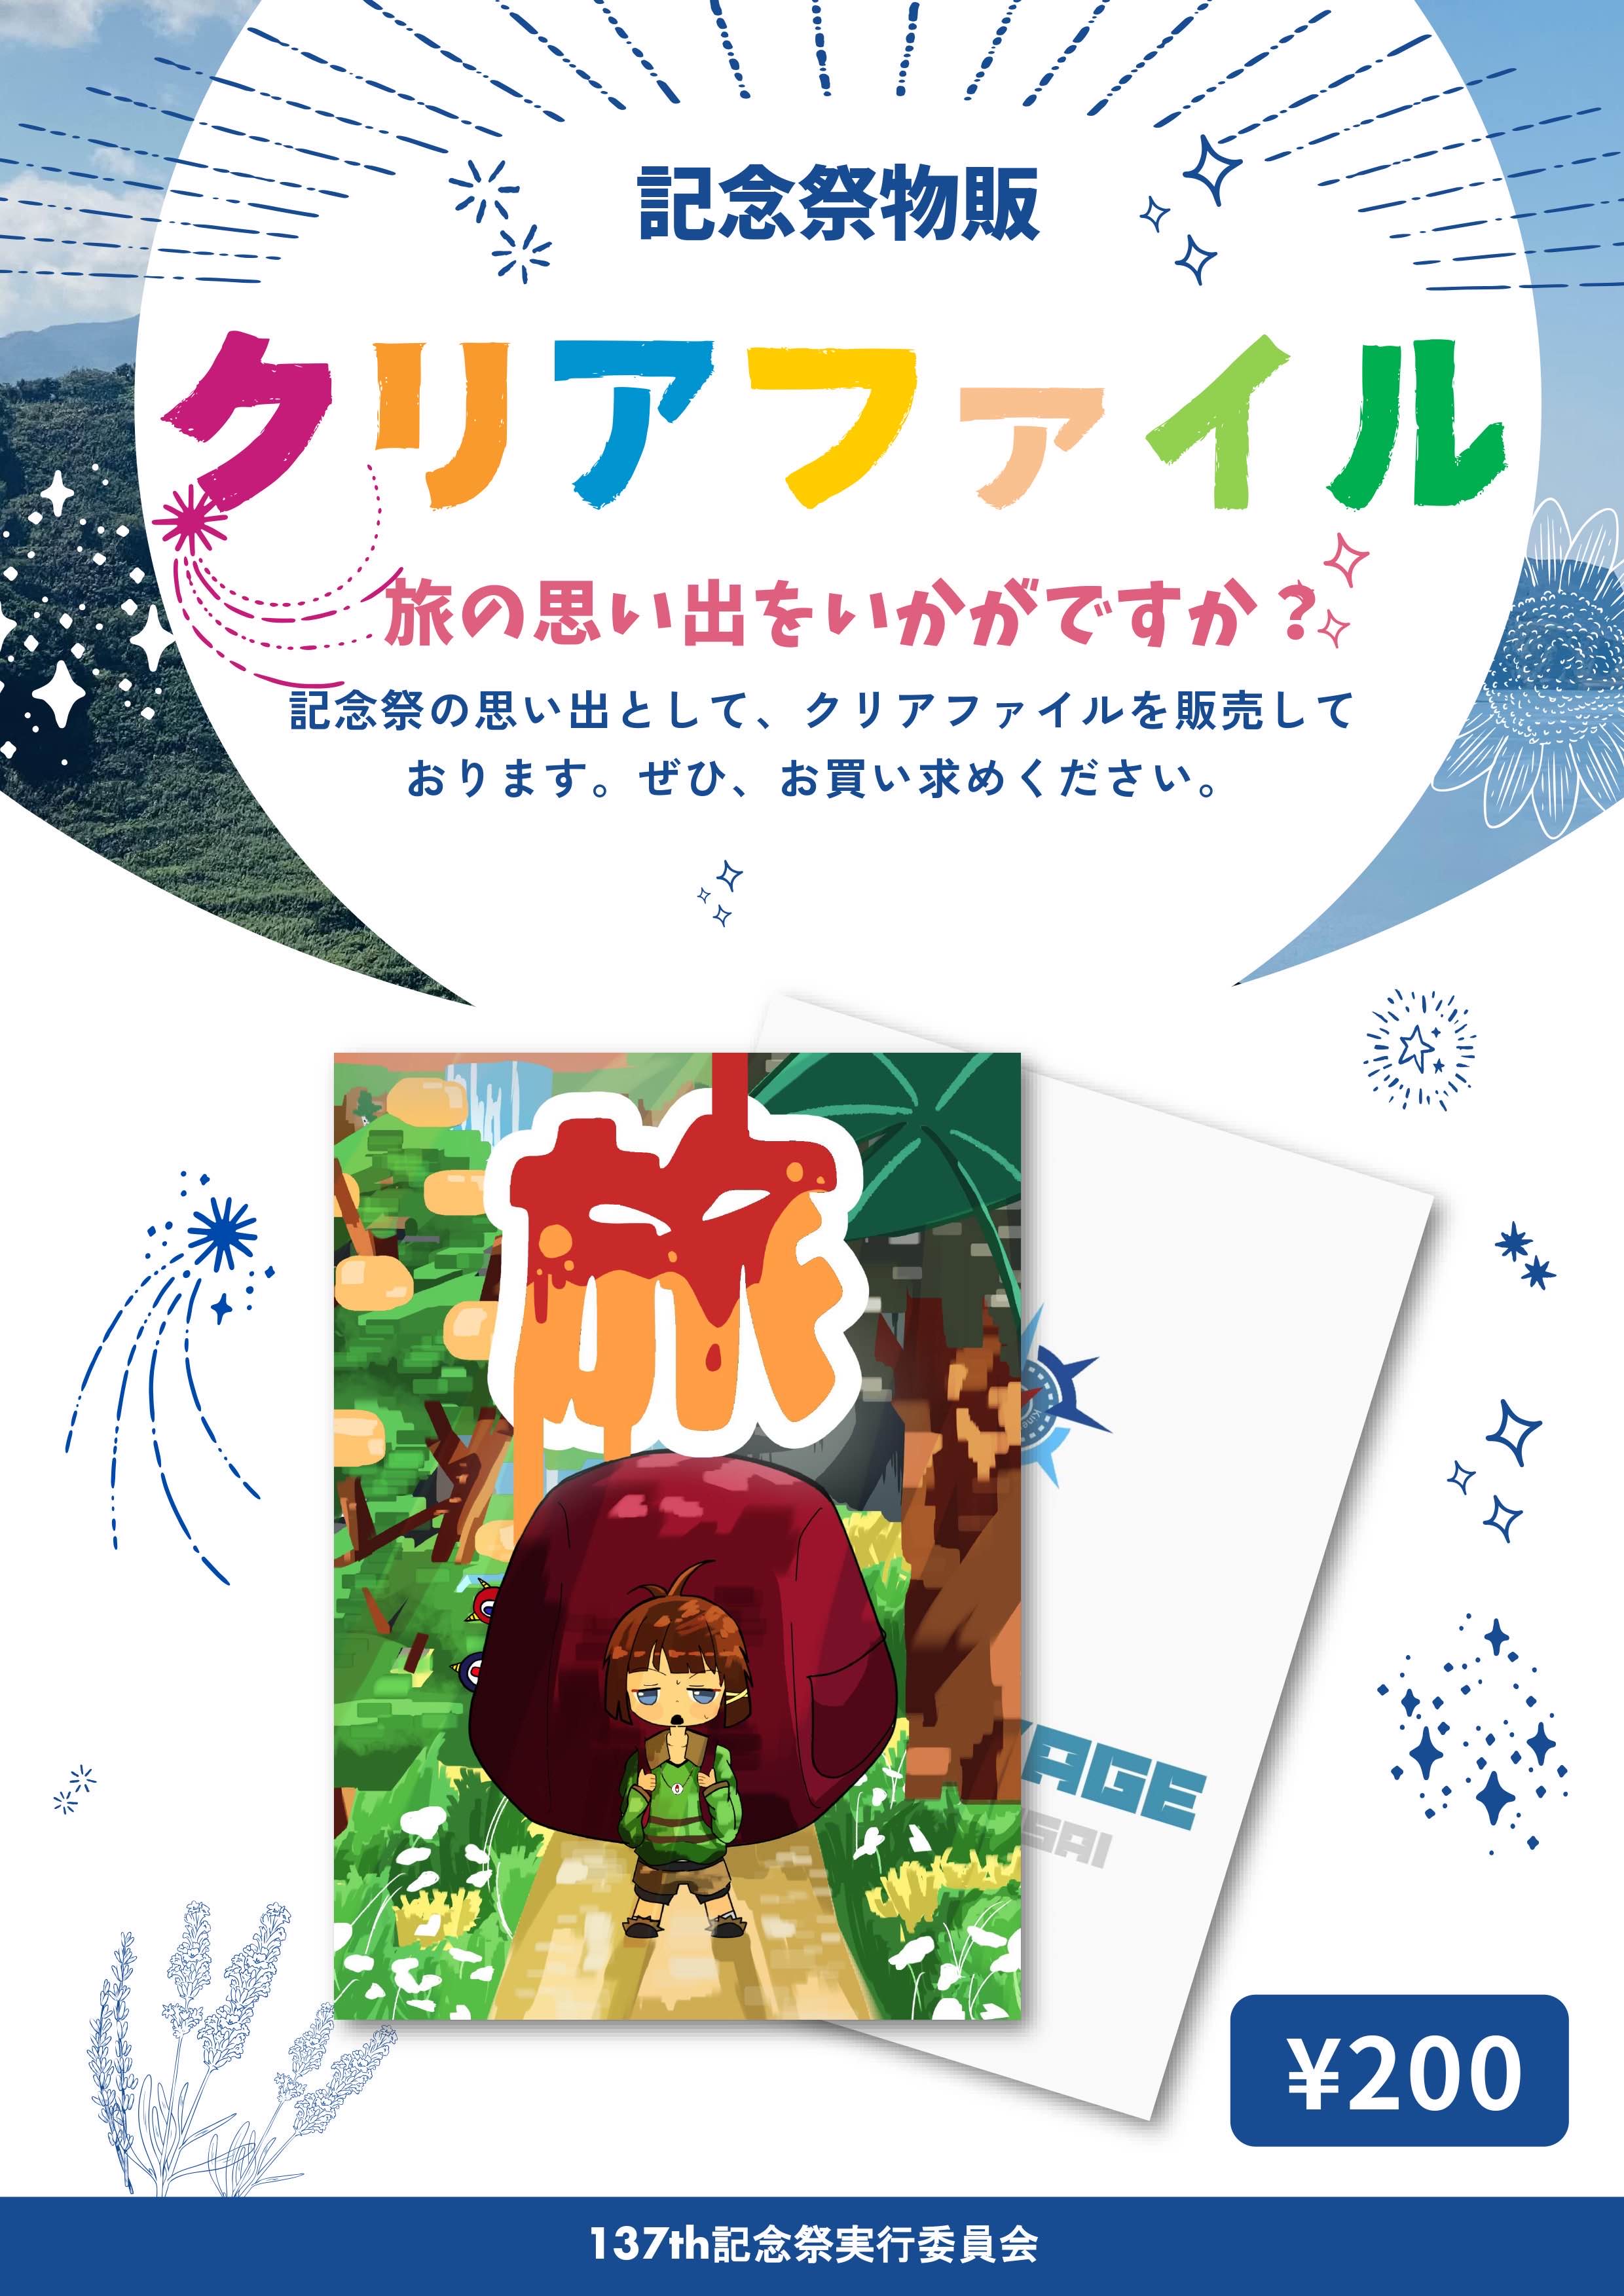 記念祭物販
クリアファイル
旅の思い出をいかがですか？
記念祭の思い出として、クリアファイルを販売して
おります。ぜひ、お買い求めください。
旅
AGE
SAI
¥200
137th記念祭実行委員会